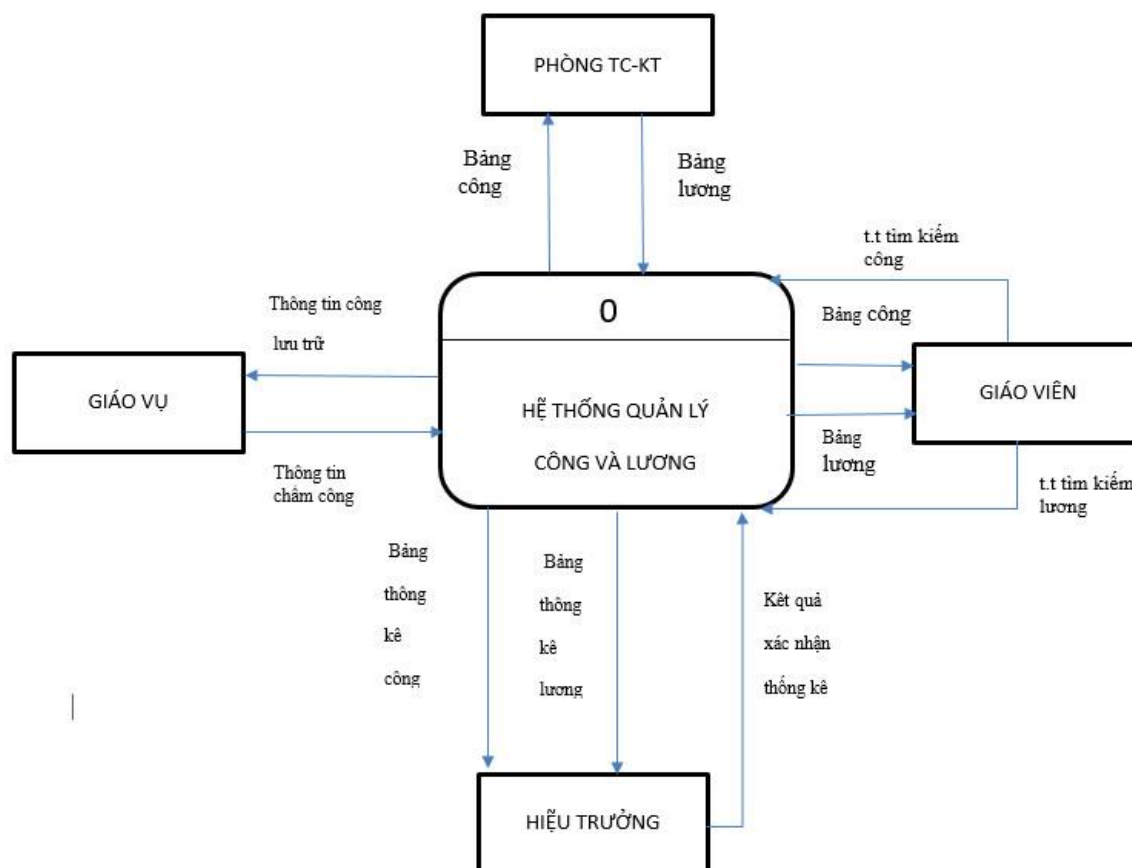 PHÒNG TC-KT
Bảng
công
Bảng
lương
t.t tìm kiếm
công
Thông tin công
lưu trữ
0
Bảng công
GIÁO VỤ
HỆ THỐNG QUẢN LÝ
CÔNG VÀ LƯƠNG
GIÁO VIÊN
Bảng
lương
Thông tin
chấm công
t.t tìm kiếm
lương
Bảng
thông
kê
công
Bảng
thông
kê
lương
Kêt quả
xác nhận
thống kê
HIỆU TRƯỞNG